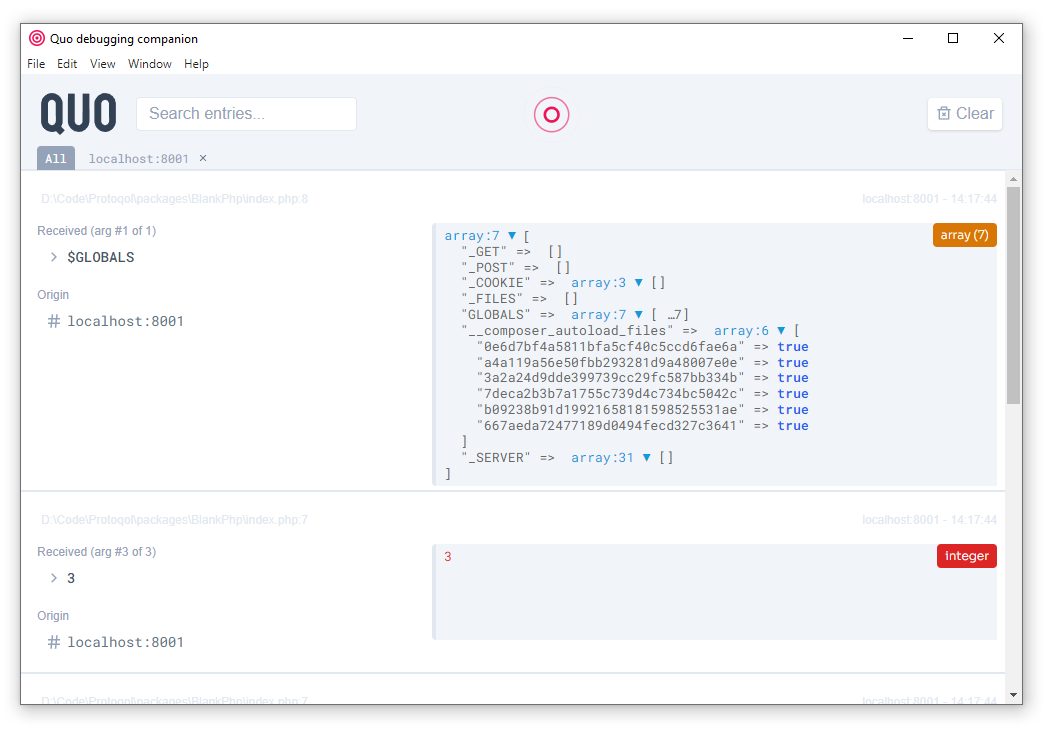 Quo debugging companion
File Edit View Window Help
QUO
Search entries...
Clear
All localhost:8001 ×
D:\Code\Protoqol\packages\BlankPhp\index.php:8
localhost:8001 - 14:17:44
Received (arg #1 of 1)
> $GLOBALS
Origin
# localhost:8001
array (7)
array:7 ▼ [
"_GET" => []
"_POST" => []
"_COOKIE" => array:3 ▼ []
"_FILES" => []
"GLOBALS" => array:7 ▼ [ …7]
"__composer_autoload_files" => array:6 ▼ [
"0e6d7bf4a5811bfa5cf40c5ccd6fae6a" => true
"a4a119a56e50fbb293281d9a48007e0e" => true
"3a2a24d9dde399739cc29fc587bb334b" => true
"7deca2b3b7a1755c739d4c734bc5042c" => true
"b09238b91d19921658181598525531ae" => true
"667aeda72477189d0494fecd327c3641" => true
]
"_SERVER" => array:31 ▼ []
]
D:\Code\Protoqol\packages\BlankPhp\index.php:7
localhost:8001 - 14:17:44
Received (arg #3 of 3)
> 3
Origin
# localhost:8001
3
integer
D:\Code\Protoqol\packages\BlankPhp\index.php:7
localhost:8001 - 14:17:44